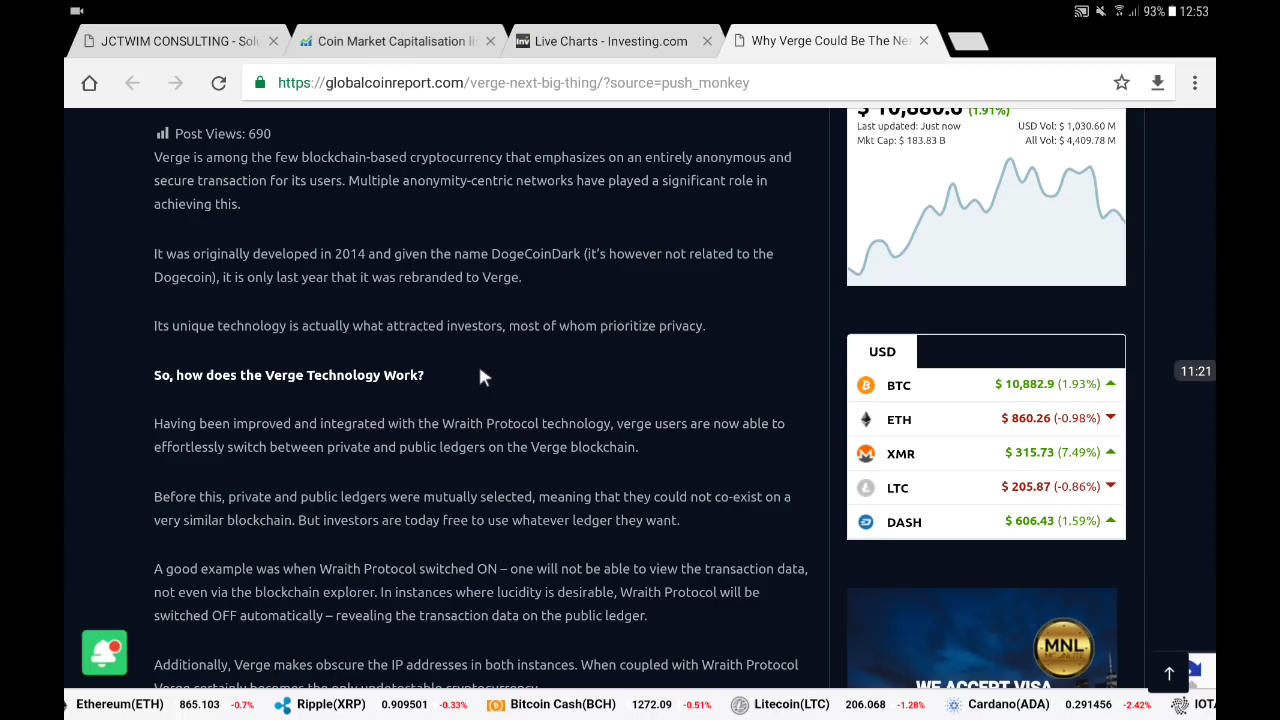 93% 12:53
JCTWIM CONSULTING - Solu
Coin Market Capitalisation li
Inv Live Charts - Investing.com
Why Verge Could Be The Ne
https://globalcoinreport.com/verge-next-big-thing/?source=push_monkey
Post Views: 690
Verge is among the few blockchain-based cryptocurrency that emphasizes on an entirely anonymous and
secure transaction for its users. Multiple anonymity-centric networks have played a significant role in
achieving this.
It was originally developed in 2014 and given the name DogeCoinDark (it's however not related to the
Dogecoin), it is only last year that it was rebranded to Verge.
Its unique technology is actually what attracted investors, most of whom prioritize privacy.
So, how does the Verge Technology Work?
Having been improved and integrated with the Wraith Protocol technology, verge users are now able to
effortlessly switch between private and public ledgers on the Verge blockchain.
Before this, private and public ledgers were mutually selected, meaning that they could not co-exist on a
very similar blockchain. But investors are today free to use whatever ledger they want.
A good example was when Wraith Protocol switched ON – one will not be able to view the transaction data,
not even via the blockchain explorer. In instances where lucidity is desirable, Wraith Protocol will be
switched OFF automatically – revealing the transaction data on the public ledger.
Additionally, Verge makes obscure the IP addresses in both instances. When coupled with Wraith Protocol
Verge certainly becomes the only undetectable cryptocurrency.
$ 10,880.6 (1.91%)
Last updated: Just now USD Vol: $ 1,030.60 M
Mkt Cap: $ 183.83 B All Vol: $ 4,409.78 M
USD
BTC $ 10,882.9 (1.93%)
ETH $ 860.26 (-0.98%)
XMR $ 315.73 (7.49%)
LTC $ 205.87 (-0.86%)
DASH $ 606.43 (1.59%)
11:21
MNL
WE ACCEPT VISA
Ethereum(ETH) 865.103 -0.7% Ripple(XRP) 0.909501 -0.33% Bitcoin Cash(BCH) 1272.09 -0.51% Litecoin(LTC) 206.068 -1.28% Cardano(ADA) 0.291456 -2.42% IOT